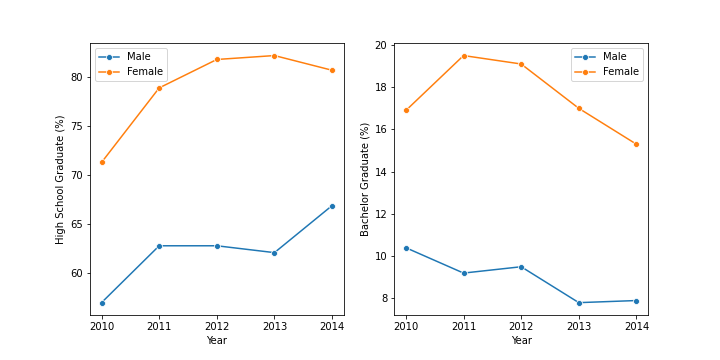 Male
Female
80
75
70
65
60
High School Graduate (%)
2010 2011 2012 2013 2014
Year
Male
Female
20
18
16
14
12
10
8
Bachelor Graduate (%)
2010 2011 2012 2013 2014
Year